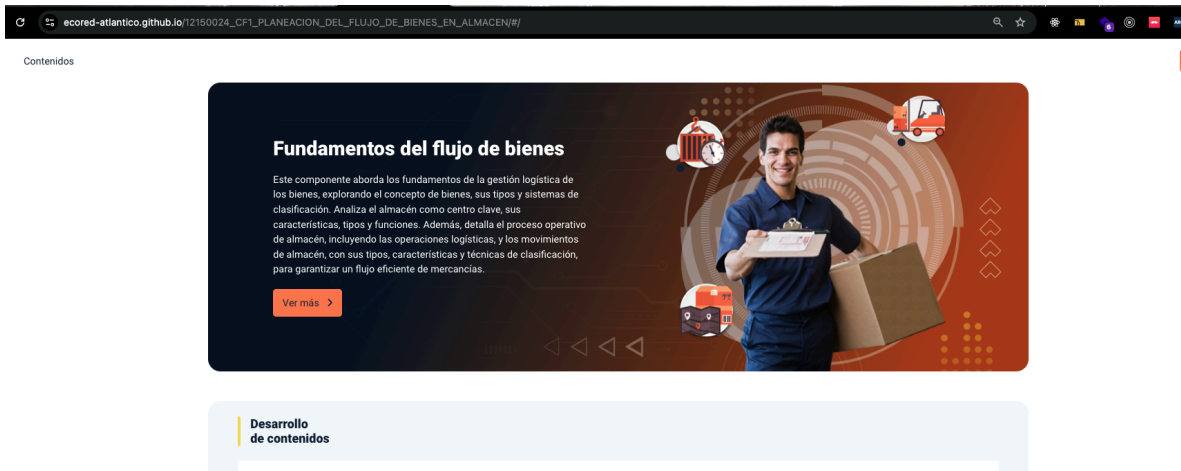 ecored-atlantico.github.io/12150024_CF1_PLANEACION_DEL_FLUJO_DE_BIENES_EN_ALMACEN/#/
Contenidos
Fundamentos del flujo de bienes
Este componente aborda los fundamentos de la gestión logística de
los bienes, explorando el concepto de bienes, sus tipos y sistemas de
clasificación. Analiza el almacén como centro clave, sus
características, tipos y funciones. Además, detalla el proceso operativo
de almacén, incluyendo las operaciones logísticas, y los movimientos
de almacén, con sus tipos, características y técnicas de clasificación,
para garantizar un flujo eficiente de mercancías.
Ver más
Desarrollo
de contenidos